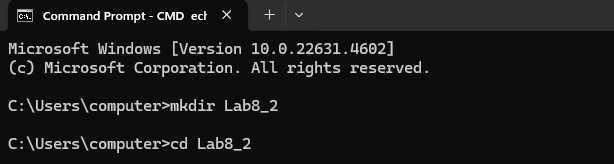 Command Prompt - CMD ech
Microsoft Windows [Version 10.0.22631.4602]
(c) Microsoft Corporation. All rights reserved.
C:\Users\computer>mkdir Lab8_2
C:\Users\computer>cd Lab8_2